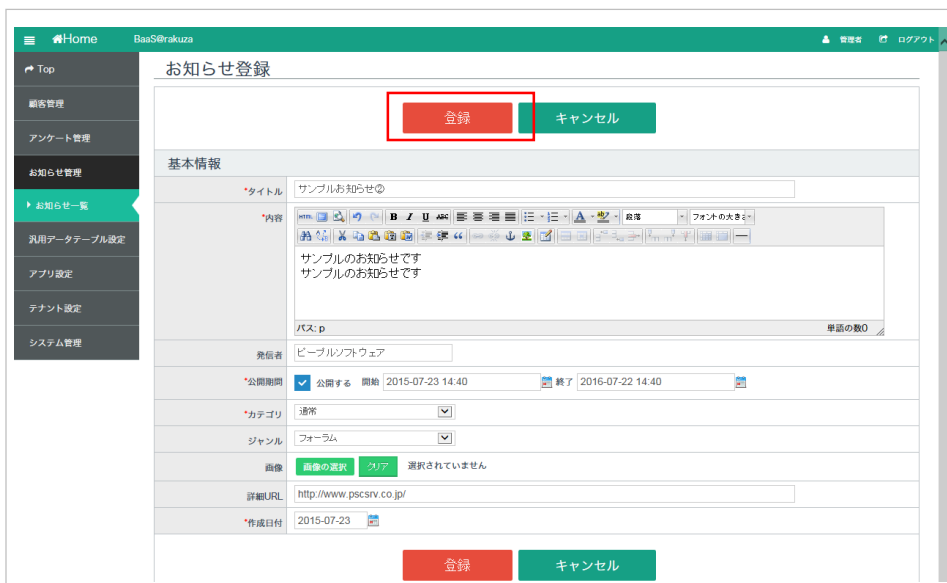 Home BaaS@rakuza 管理者 ログアウト
Top
顧客管理
アンケート管理
お知らせ管理
お知らせ一覧
汎用データテーブル設定
アプリ設定
テナント設定
システム管理
お知らせ登録
登録 キャンセル
基本情報
*タイトル サンプルお知らせ②
*内容
HTML B I U ABC A ab 段落 フォントの大きさ
サンプルのお知らせです
サンプルのお知らせです
パス: p 単語の数0
発信者 ピープルソフトウェア
*公開期間 公開する 開始 2015-07-23 14:40 終了 2016-07-22 14:40
*カテゴリ 通常
ジャンル フォーラム
画像 画像の選択 クリア 選択されていません
詳細URL http://www.pscsrv.co.jp/
*作成日付 2015-07-23
登録 キャンセル